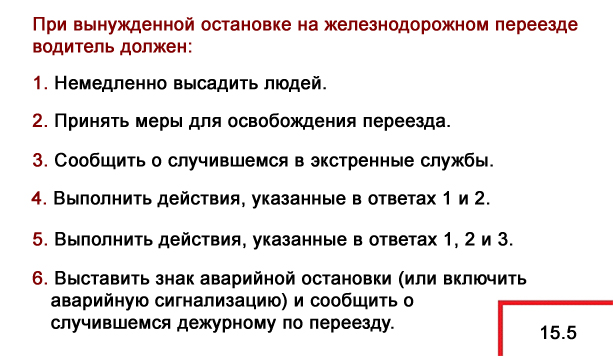 При вынужденной остановке на железнодорожном переезде
водитель должен:
1. Немедленно высадить людей.
2. Принять меры для освобождения переезда.
3. Сообщить о случившемся в экстренные службы.
4. Выполнить действия, указанные в ответах 1 и 2.
5. Выполнить действия, указанные в ответах 1, 2 и 3.
6. Выставить знак аварийной остановки (или включить
аварийную сигнализацию) и сообщить о
случившемся дежурному по переезду.
15.5